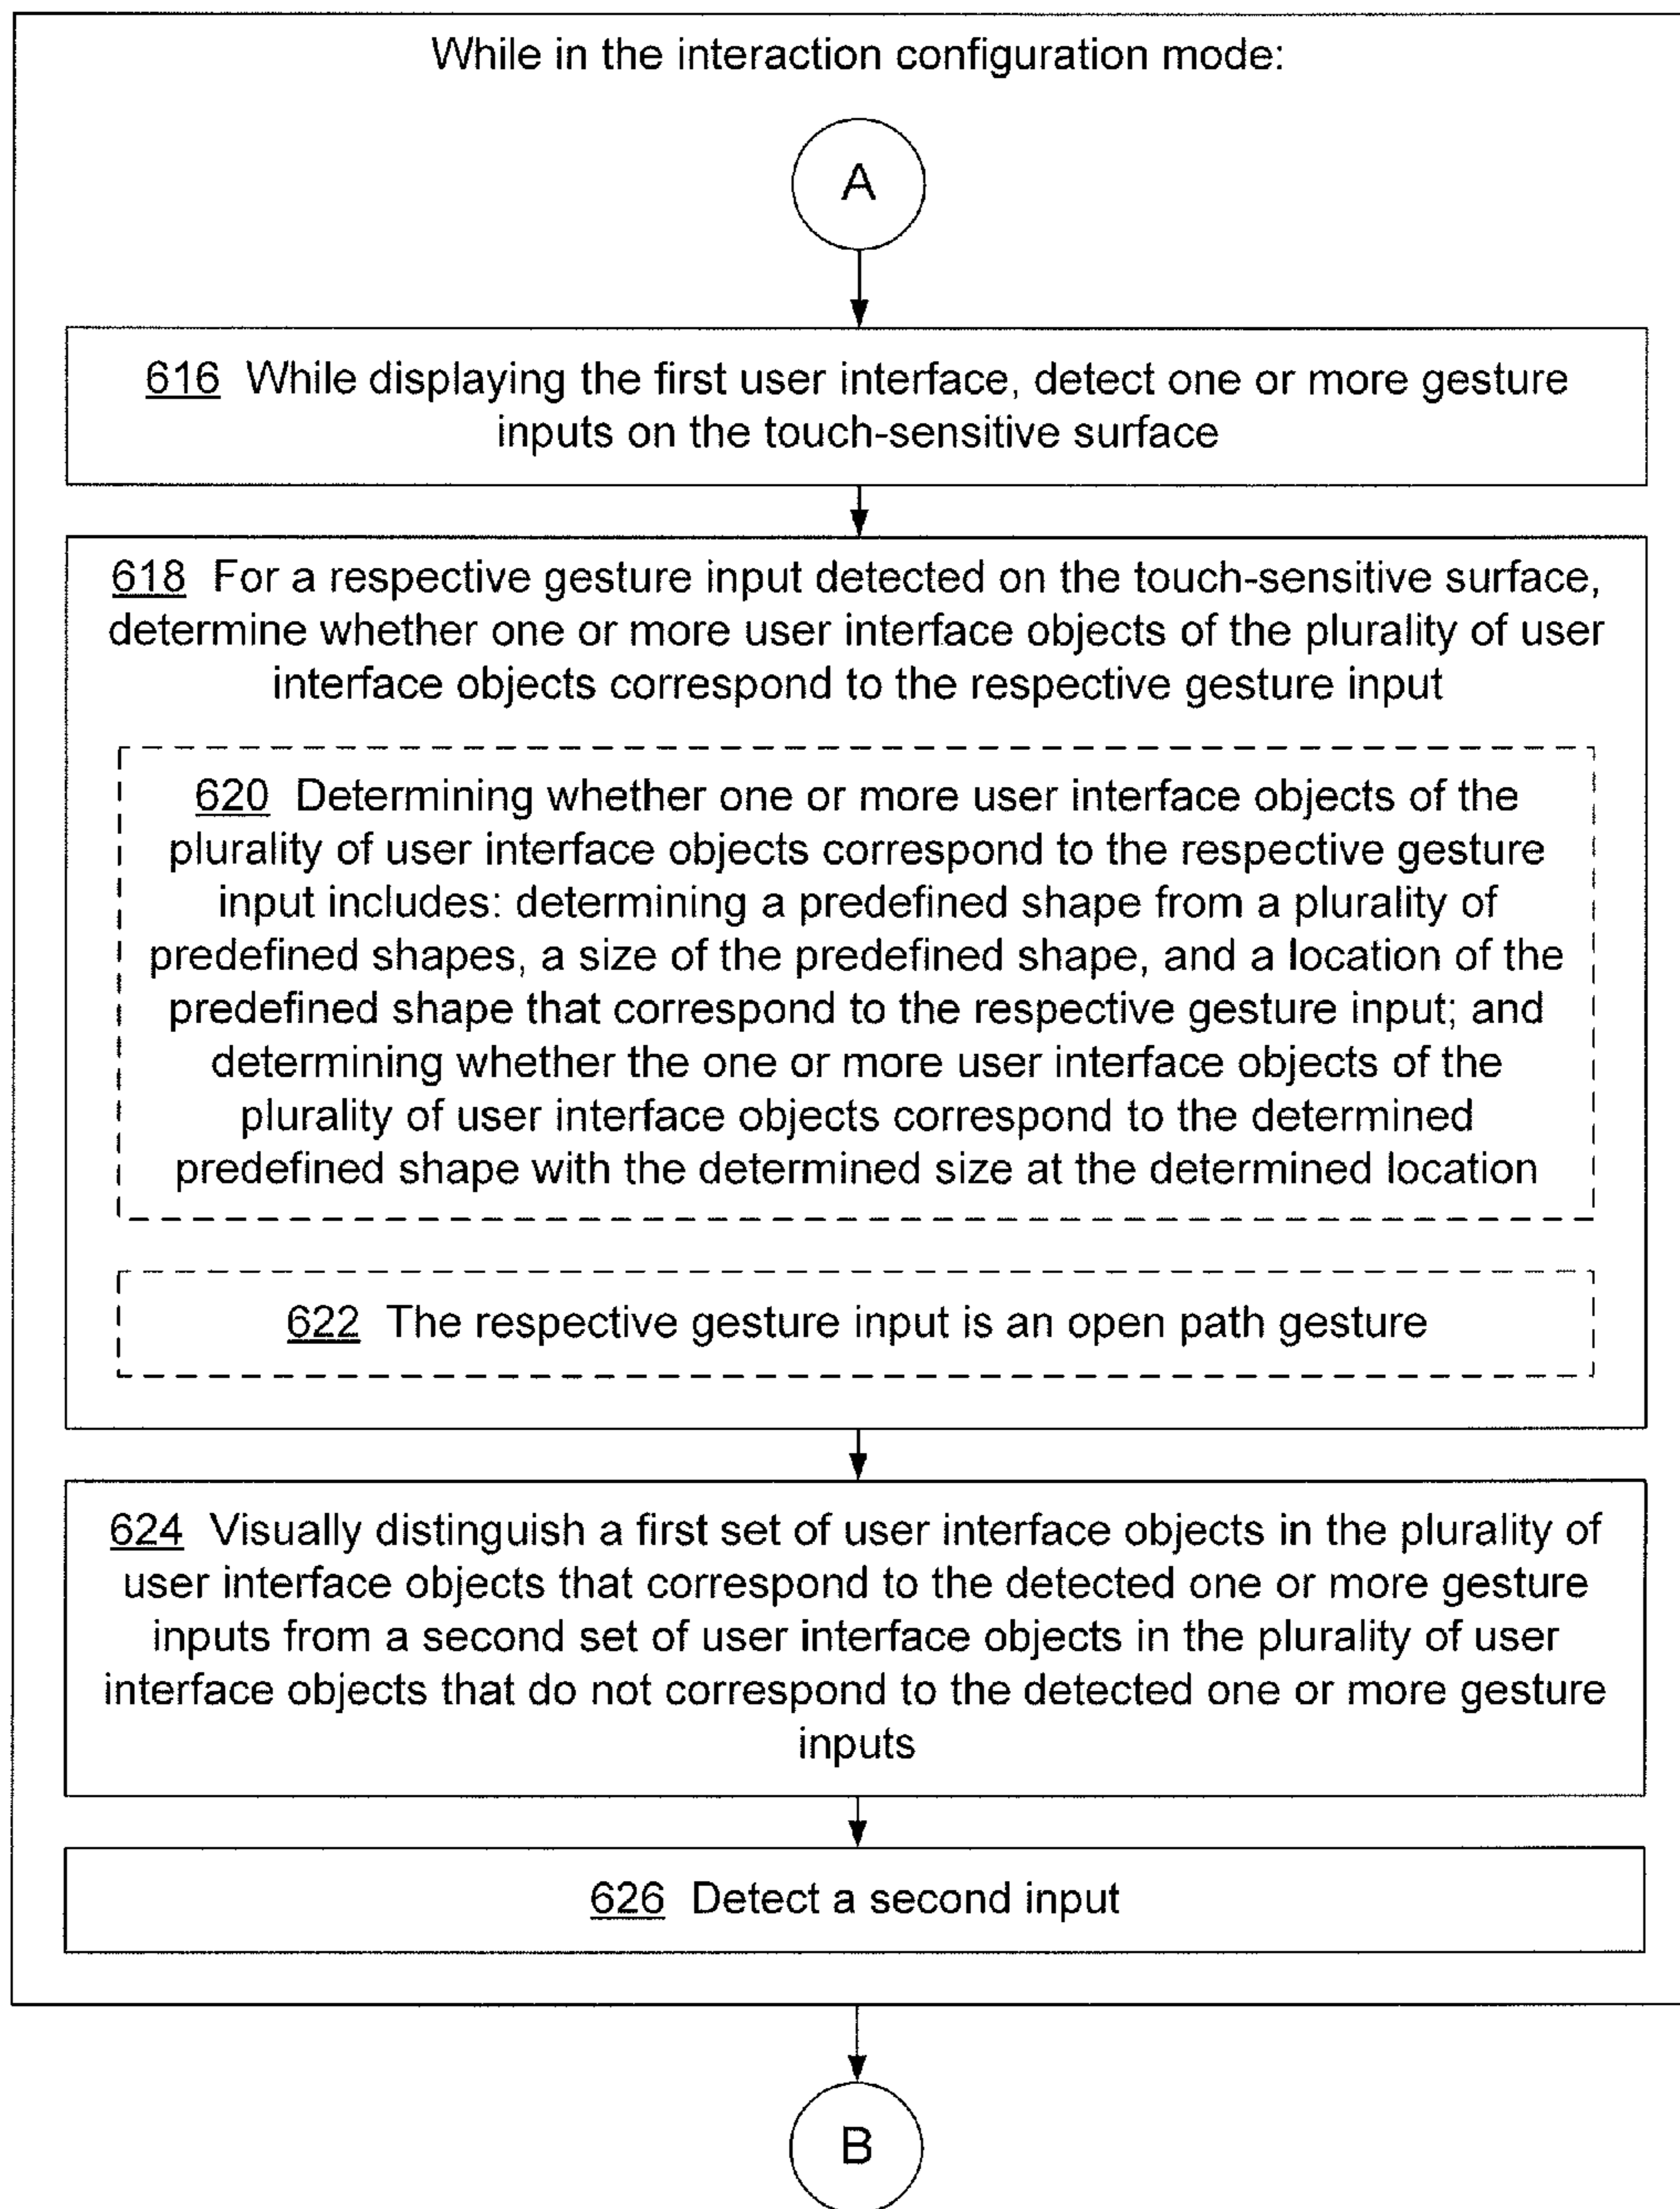 While in the interaction configuration mode:
A
616 While displaying the first user interface, detect one or more gesture
inputs on the touch-sensitive surface
618 For a respective gesture input detected on the touch-sensitive surface,
determine whether one or more user interface objects of the plurality of user
interface objects correspond to the respective gesture input
620 Determining whether one or more user interface objects of the
plurality of user interface objects correspond to the respective gesture
input includes: determining a predefined shape from a plurality of
predefined shapes, a size of the predefined shape, and a location of the
predefined shape that correspond to the respective gesture input; and
determining whether the one or more user interface objects of the
plurality of user interface objects correspond to the determined
predefined shape with the determined size at the determined location
622 The respective gesture input is an open path gesture
624 Visually distinguish a first set of user interface objects in the plurality of
user interface objects that correspond to the detected one or more gesture
inputs from a second set of user interface objects in the plurality of user
interface objects that do not correspond to the detected one or more gesture
inputs
626 Detect a second input
B